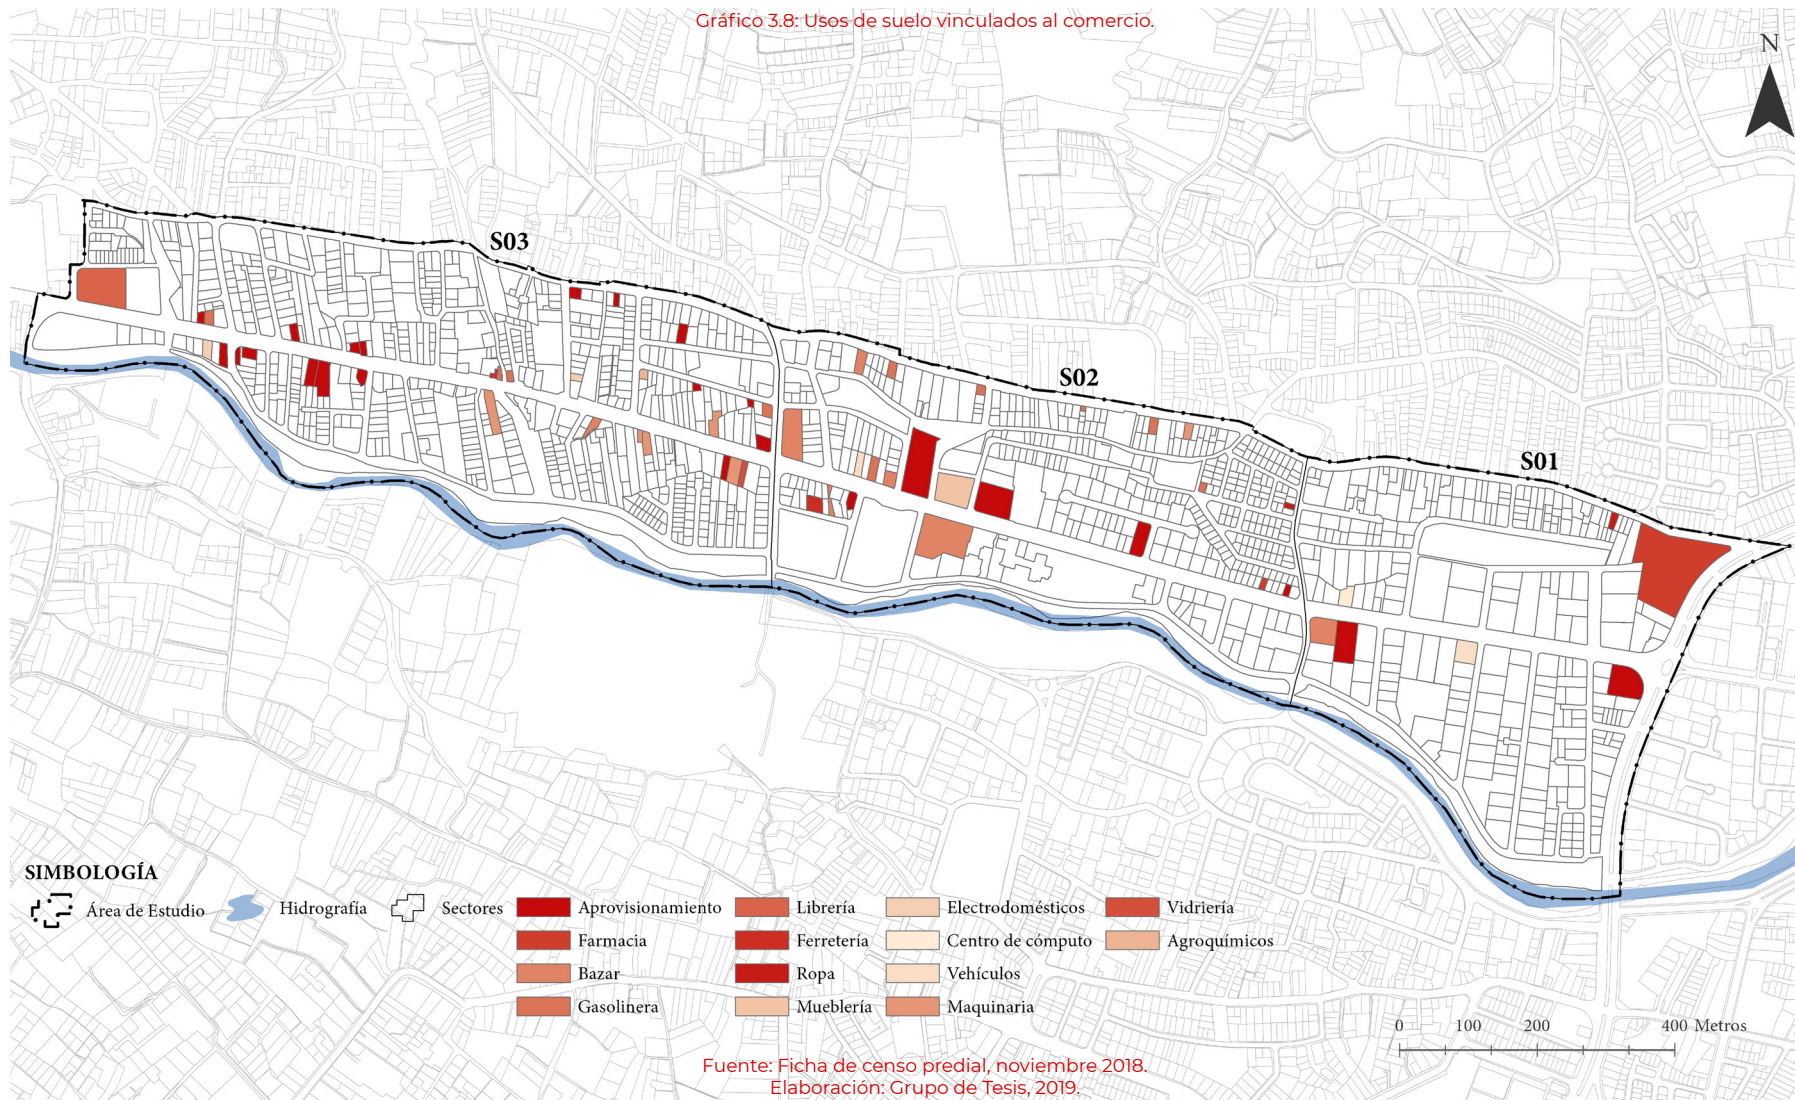 Gráfico 3.8: Usos de suelo vinculados al comercio.
N
S03
S02
S01
SIMBOLOGÍA
Área de Estudio
Hidrografía
Sectores
Aprovisionamiento
Farmacia
Bazar
Gasolinera
Librería
Ferretería
Ropa
Mueblería
Electrodomésticos
Centro de cómputo
Vehículos
Maquinaria
Vidriería
Agroquímicos
0 100 200 400 Metros
Fuente: Ficha de censo predial, noviembre 2018.
Elaboración: Grupo de Tesis, 2019.